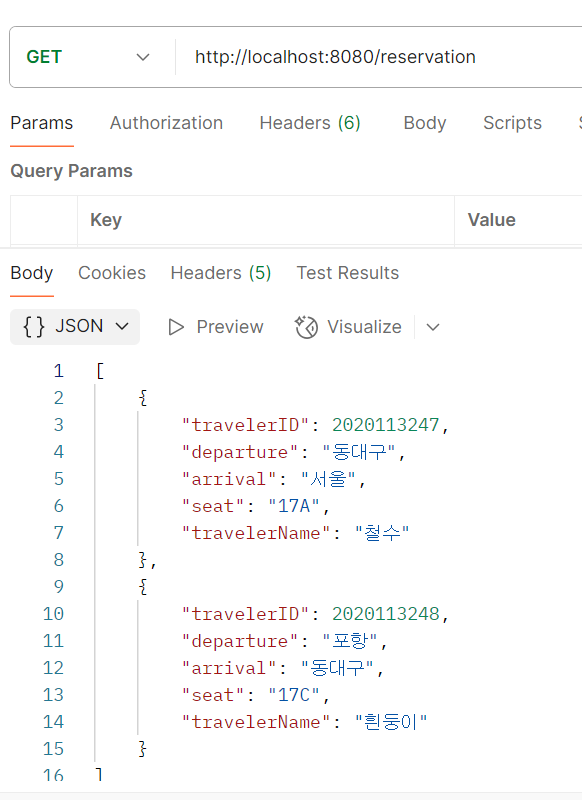 GET http://localhost:8080/reservation
Params Authorization Headers (6) Body Scripts
Query Params
Key Value
Body Cookies Headers (5) Test Results
{} JSON Preview Visualize
1 [
2 {
3 "travelerID": 2020113247,
4 "departure": "동대구",
5 "arrival": "서울",
6 "seat": "17A",
7 "travelerName": "철수"
8 },
9 {
10 "travelerID": 2020113248,
11 "departure": "포항",
12 "arrival": "동대구",
13 "seat": "17C",
14 "travelerName": "흰둥이"
15 }
16 ]